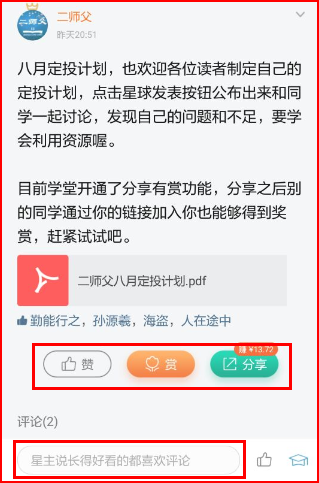 二师父
二师父
昨天20:51
八月定投计划，也欢迎各位读者制定自己的
定投计划，点击星球发表按钮公布出来和同
学一起讨论，发现自己的问题和不足，要学
会利用资源喔。
目前学堂开通了分享有赏功能，分享之后别
的同学通过你的链接加入你也能够得到奖
赏，赶紧试试吧。
二师父八月定投计划.pdf
勤能行之，孙源羲，海盗，人在途中
赚 ¥13.72
赞 赏 分享
评论(2)
星主说长得好看的都喜欢评论